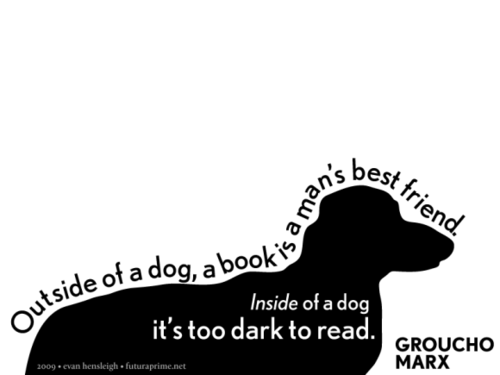 Outside of a dog, a book is a man's best friend.
Inside of a dog
it's too dark to read.
GROUCHO
MARX
2009 • evan hensleigh • futuraprime.net